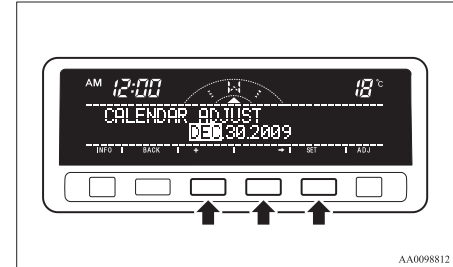 AM 12:00 18°C
CALENDAR ADJUST
DEC.30.2009
INFO BACK + → SET ADJ
AA0098812